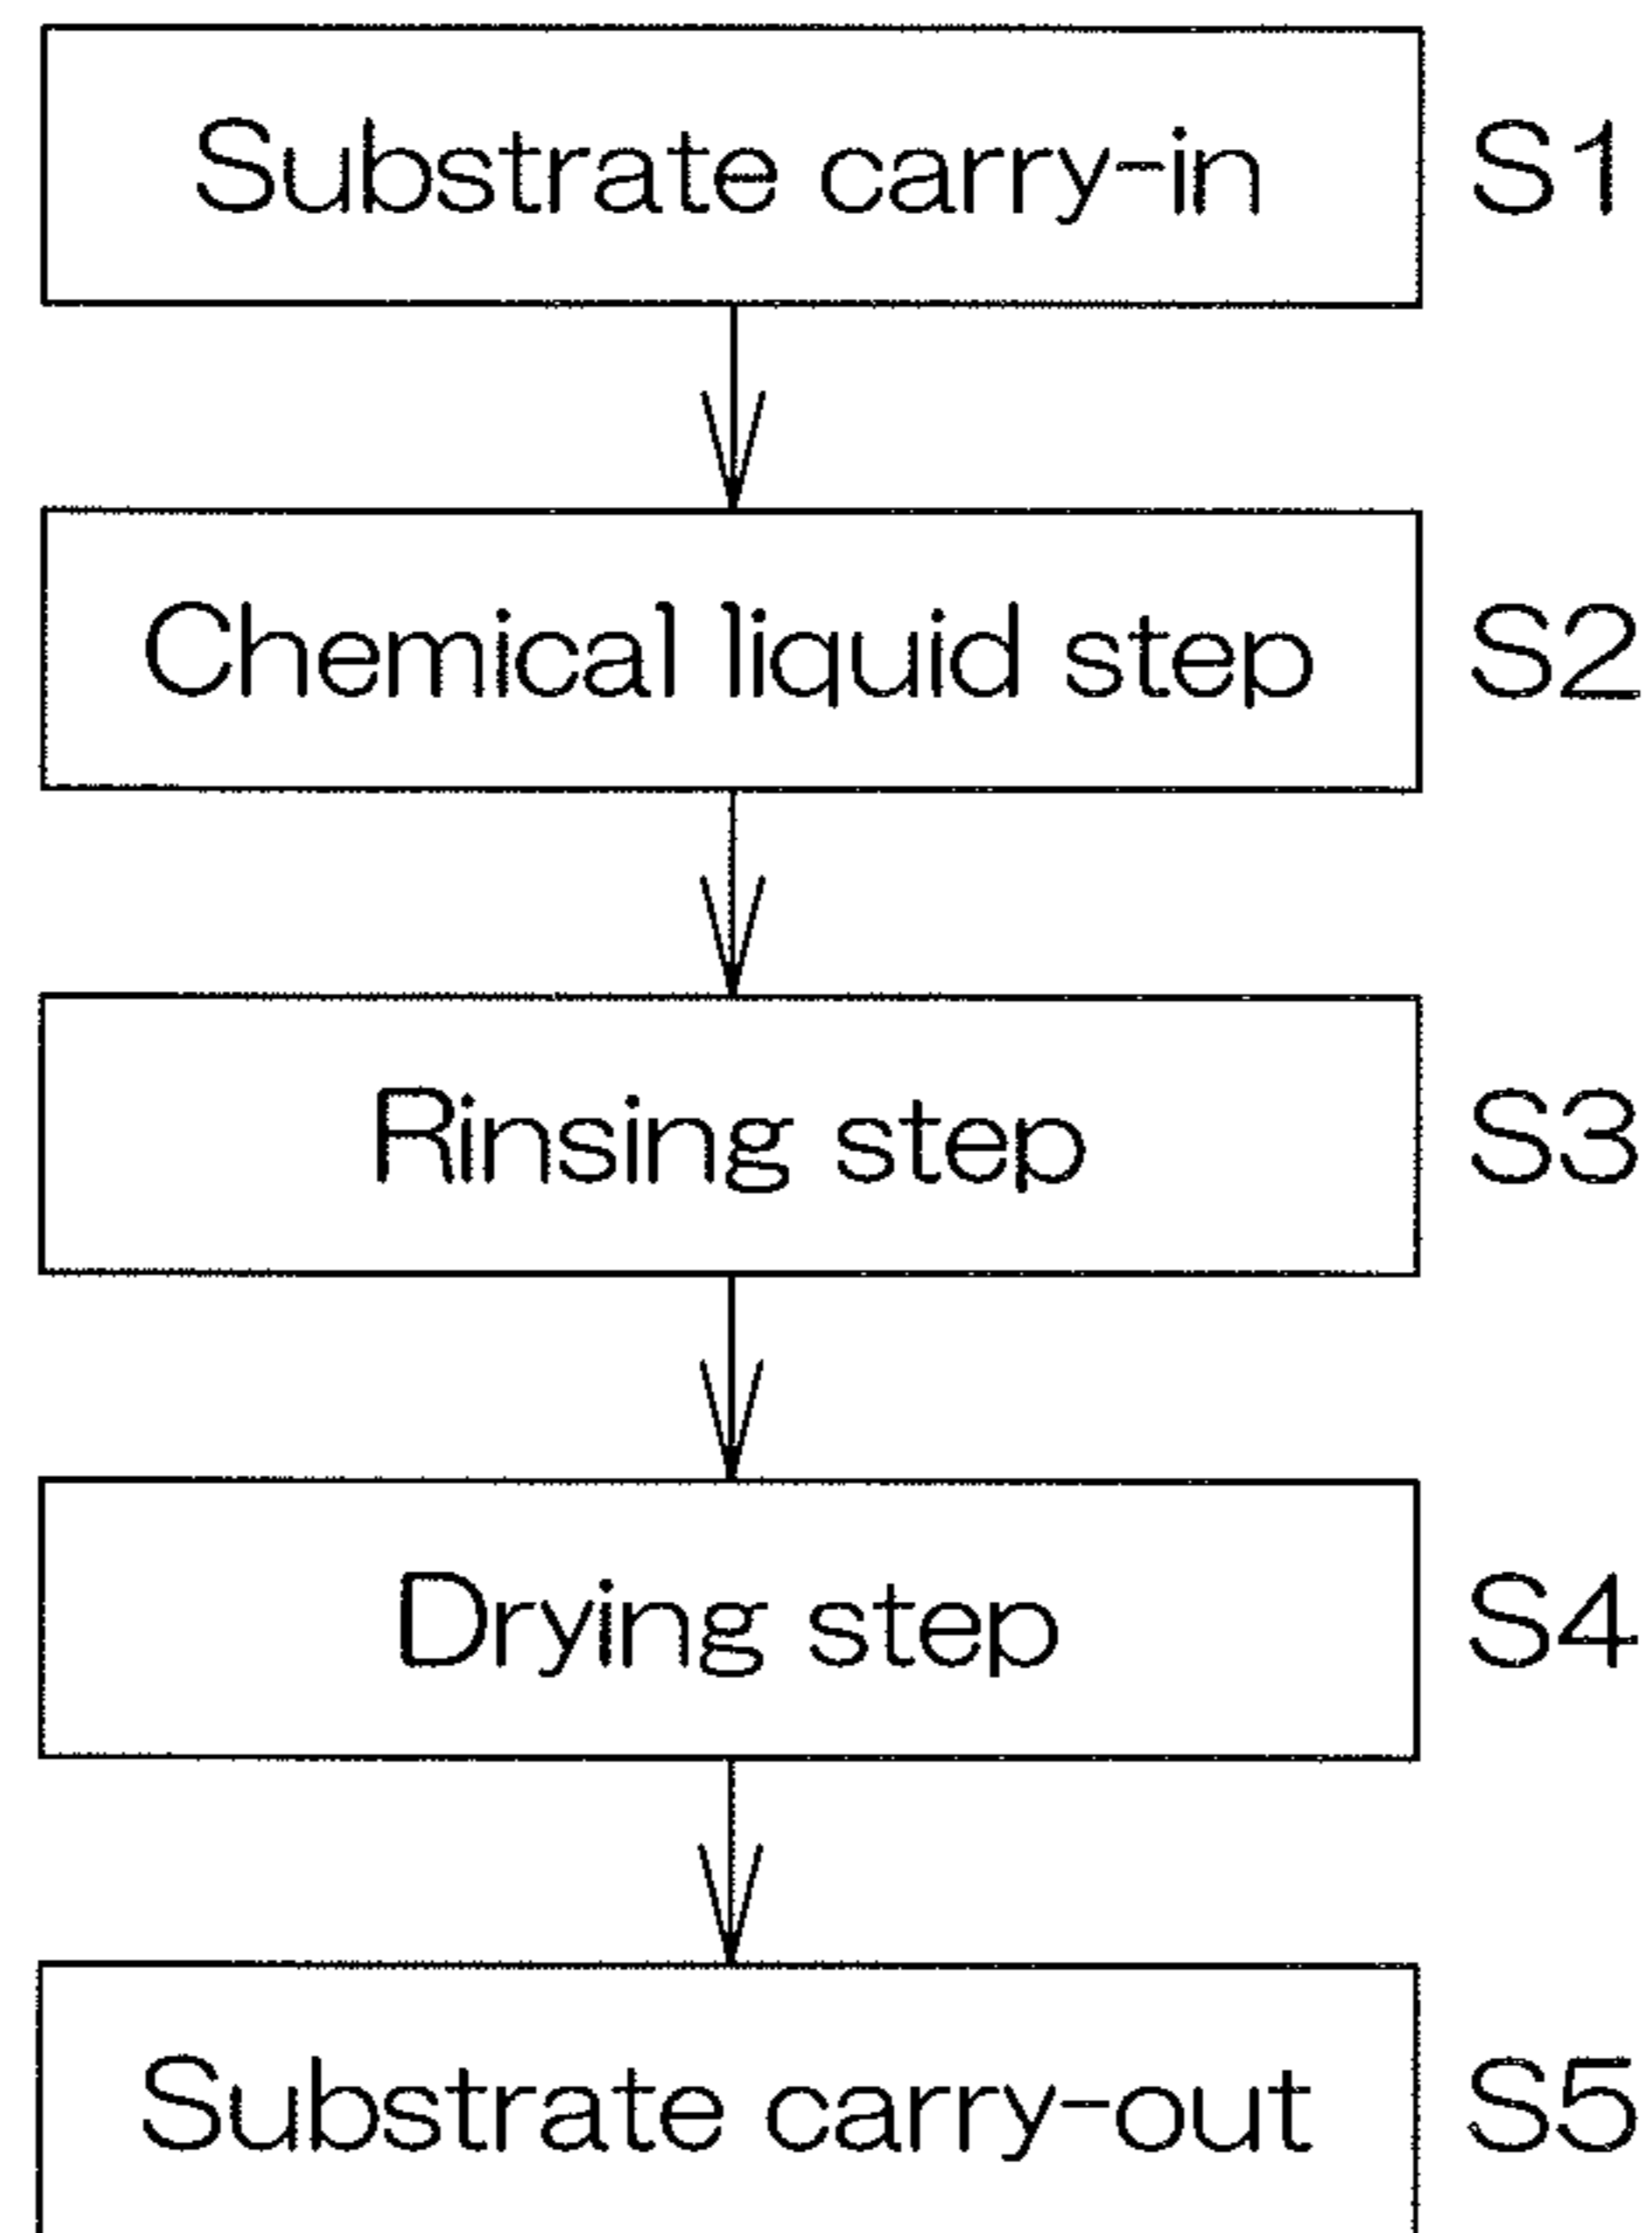 Substrate carry-in S1
Chemical liquid step S2
Rinsing step S3
Drying step S4
Substrate carry-out S5